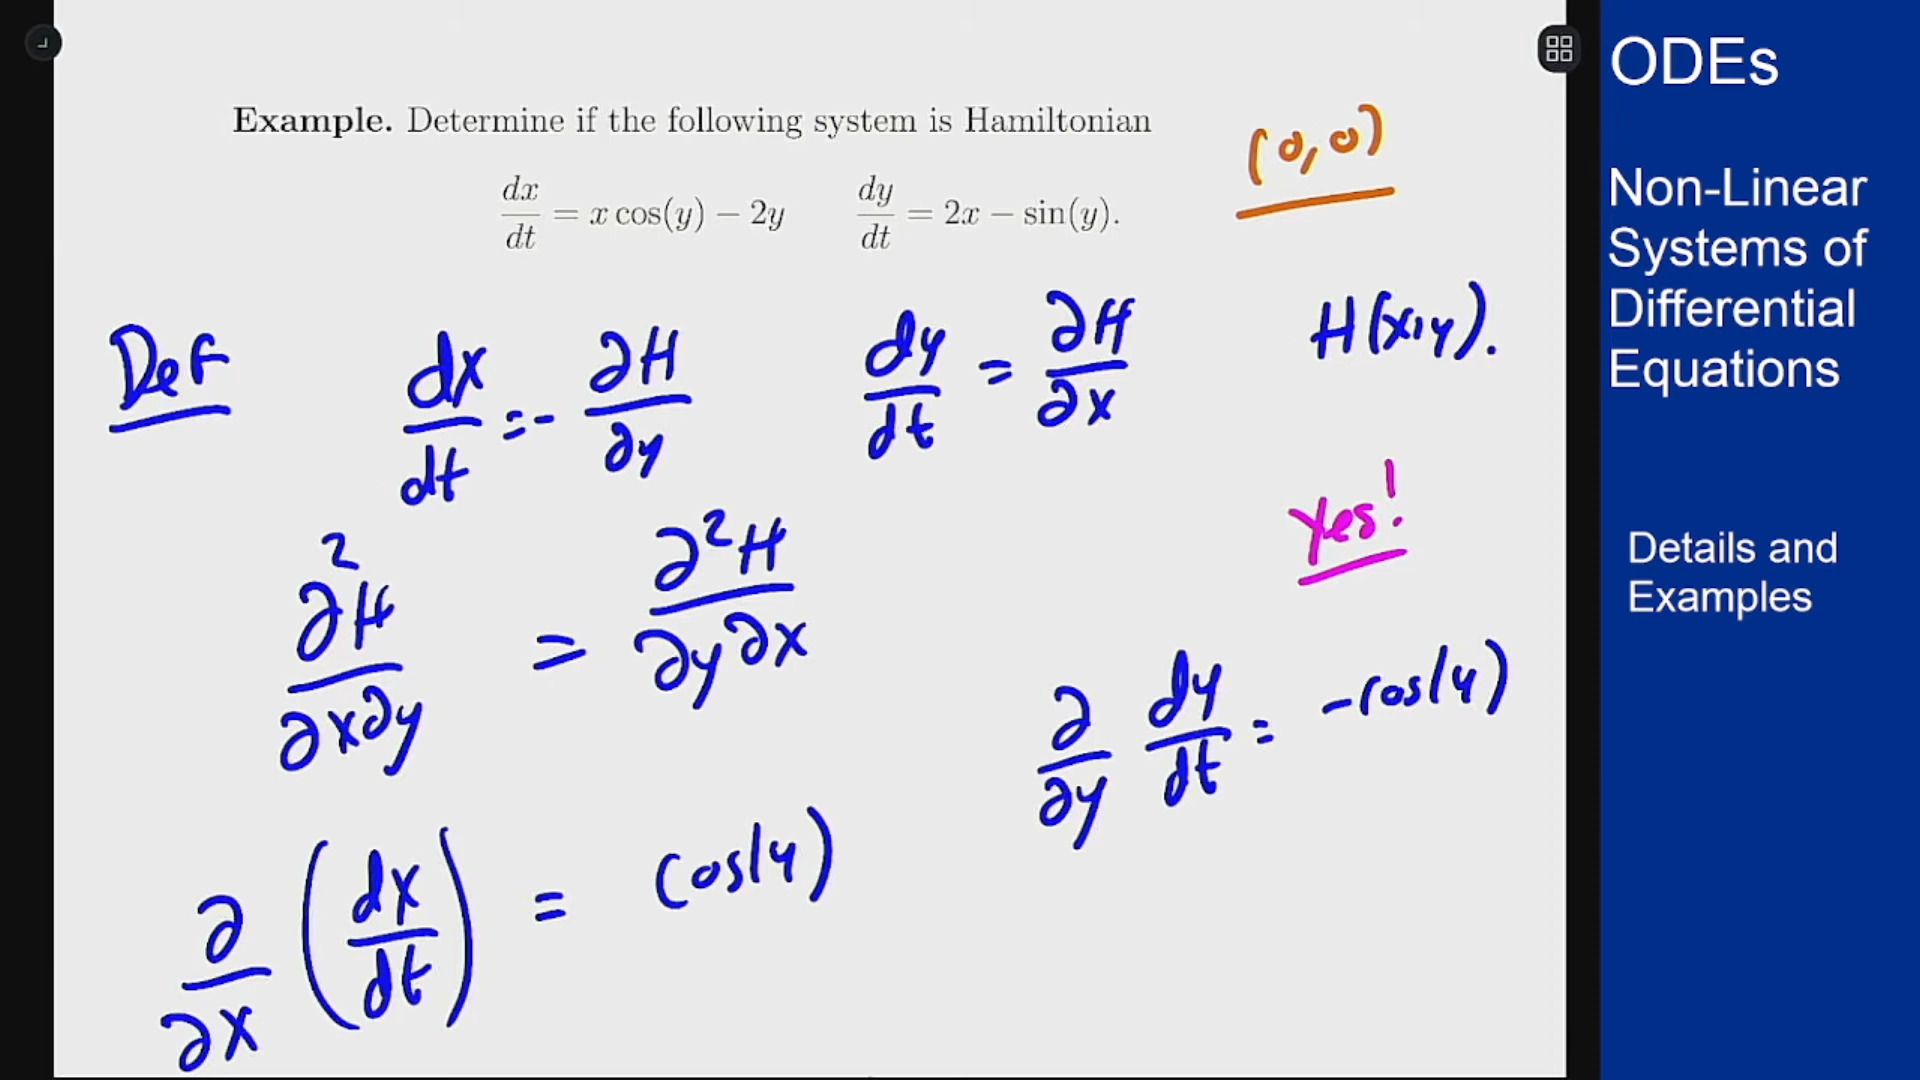 Example. Determine if the following system is Hamiltonian
(0,0)
dx/dt = x cos(y) − 2y    dy/dt = 2x − sin(y).
Def    dx/dt = - ∂H/∂y    dy/dt = ∂H/∂x    H(x,y).
Yes!
∂²H/∂x∂y = ∂²H/∂y∂x
∂/∂y dy/dt = -cos(y)
∂/∂x (dx/dt) = cos(y)
ODEs
Non-Linear
Systems of
Differential
Equations
Details and
Examples